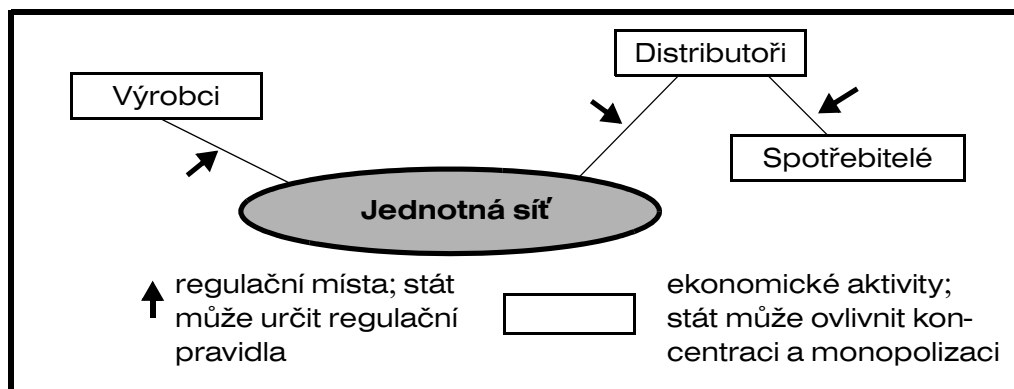 Distributoři
Výrobci
Spotřebitelé
Jednotná síť
regulační místa; stát
může určit regulační
pravidla
ekonomické aktivity;
stát může ovlivnit kon-
centraci a monopolizaci